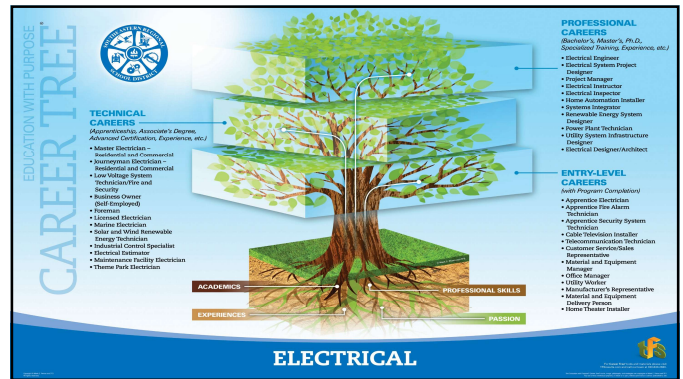 EDUCATION WITH PURPOSE
CAREER TREE
SOUTHEASTERN REGIONAL
SCHOOL DISTRICT
TECHNICAL
CAREERS
(Apprenticeship, Associate's Degree,
Advanced Certification, Experience, etc.)
• Master Electrician –
Residential and Commercial
• Journeyman Electrician –
Residential and Commercial
• Low Voltage System
Technician/Fire and
Security
• Business Owner
(Self-Employed)
• Foreman
• Licensed Electrician
• Marine Electrician
• Solar and Wind Renewable
Energy Technician
• Industrial Control Specialist
• Electrical Estimator
• Maintenance Facility Electrician
• Theme Park Electrician
PROFESSIONAL
CAREERS
(Bachelor's, Master's, Ph.D.,
Specialized Training, Experience, etc.)
• Electrical Engineer
• Electrical System Project
Designer
• Project Manager
• Electrical Instructor
• Electrical Inspector
• Home Automation Installer
• Systems Integrator
• Renewable Energy System
Designer
• Power Plant Technician
• Utility System Infrastructure
Designer
• Electrical Designer/Architect
ENTRY-LEVEL
CAREERS
(with Program Completion)
• Apprentice Electrician
• Apprentice Fire Alarm
Technician
• Apprentice Security System
Technician
• Cable Television Installer
• Telecommunication Technician
• Customer Service/Sales
Representative
• Material and Equipment
Manager
• Office Manager
• Utility Worker
• Manufacturer's Representative
• Material and Equipment
Delivery Person
• Home Theater Installer
ACADEMICS
PROFESSIONAL SKILLS
EXPERIENCES
PASSION
ELECTRICAL